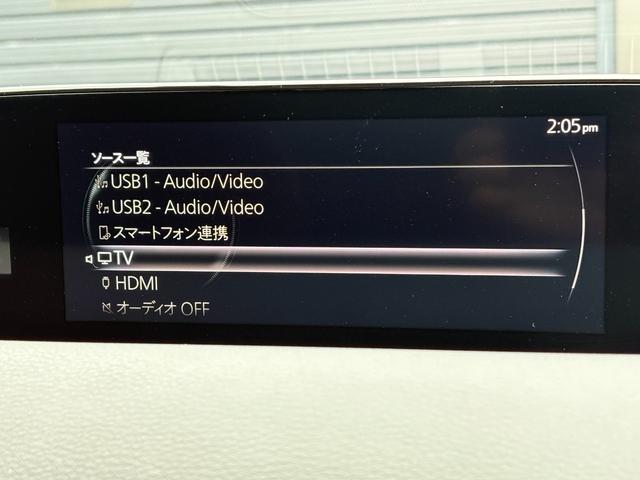 2:05pm
ソース一覧
USB1 - Audio/Video
USB2 - Audio/Video
スマートフォン連携
TV
HDMI
オーディオ OFF